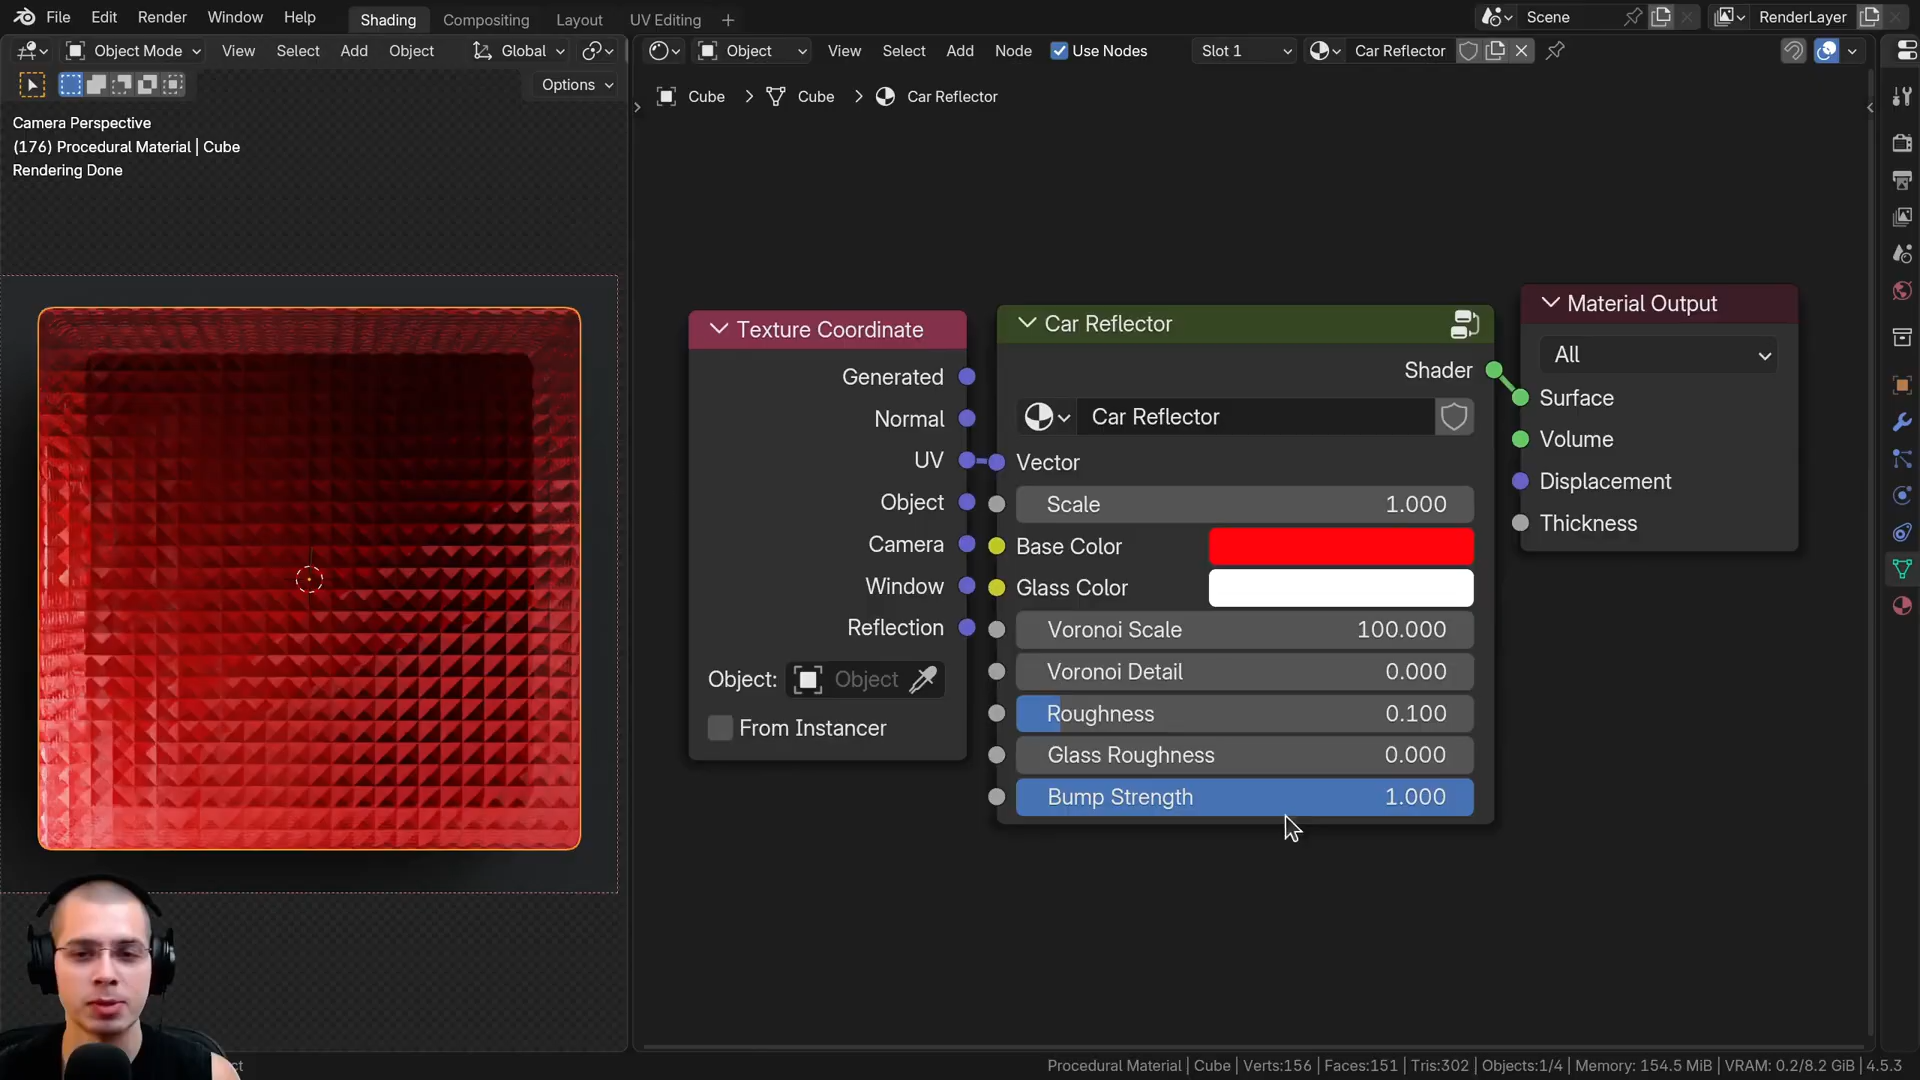 File Edit Render Window Help Shading Compositing Layout UV Editing Scene RenderLayer
Object Mode View Select Add Object Global Object View Select Add Node Use Nodes Slot 1 Car Reflector
Options
Cube Cube Car Reflector
Camera Perspective
(176) Procedural Material | Cube
Rendering Done
Texture Coordinate
Generated
Normal
UV
Object
Camera
Window
Reflection
Object: Object
From Instancer
Car Reflector
Shader
Car Reflector
Vector
Scale 1.000
Base Color
Glass Color
Voronoi Scale 100.000
Voronoi Detail 0.000
Roughness 0.100
Glass Roughness 0.000
Bump Strength 1.000
Material Output
All
Surface
Volume
Displacement
Thickness
Procedural Material | Cube | Verts:156 | Faces:151 | Tris:302 | Objects:1/4 | Memory: 154.5 MiB | VRAM: 0.2/8.2 GiB | 4.5.3